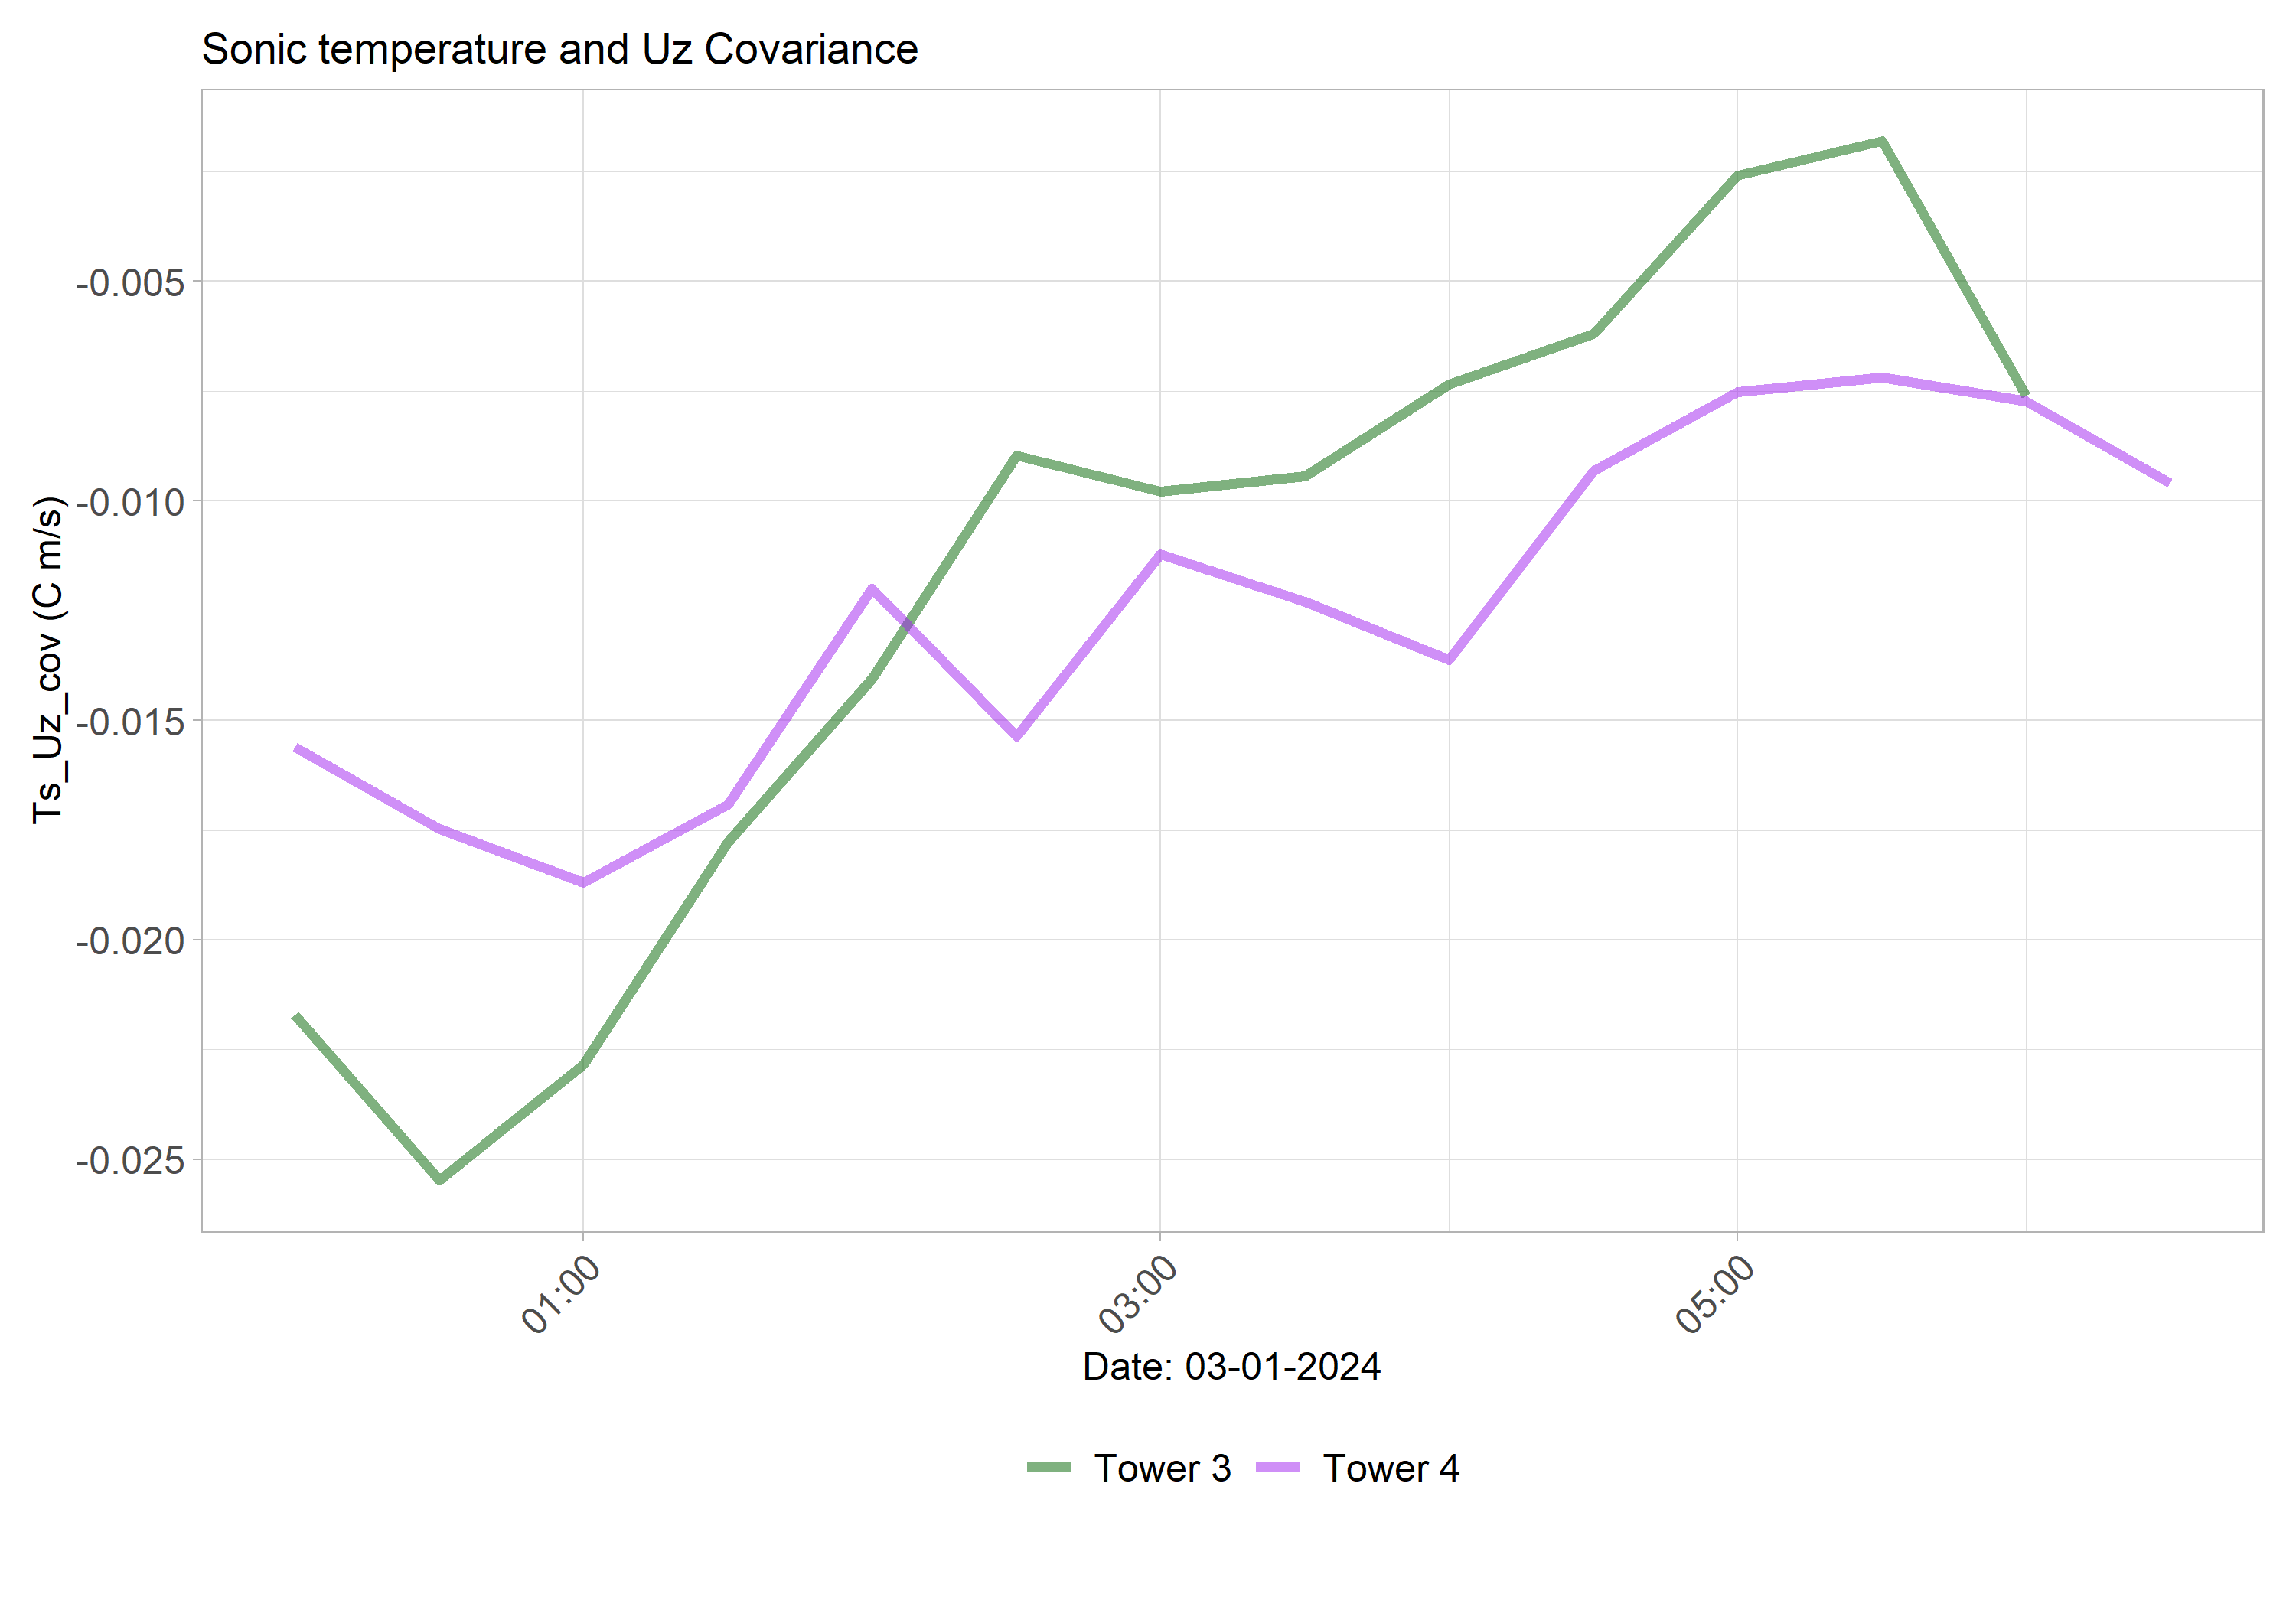 Sonic temperature and Uz Covariance
Ts_Uz_cov (C m/s)
-0.005
-0.010
-0.015
-0.020
-0.025
01:00
03:00
05:00
Date: 03-01-2024
Tower 3
Tower 4